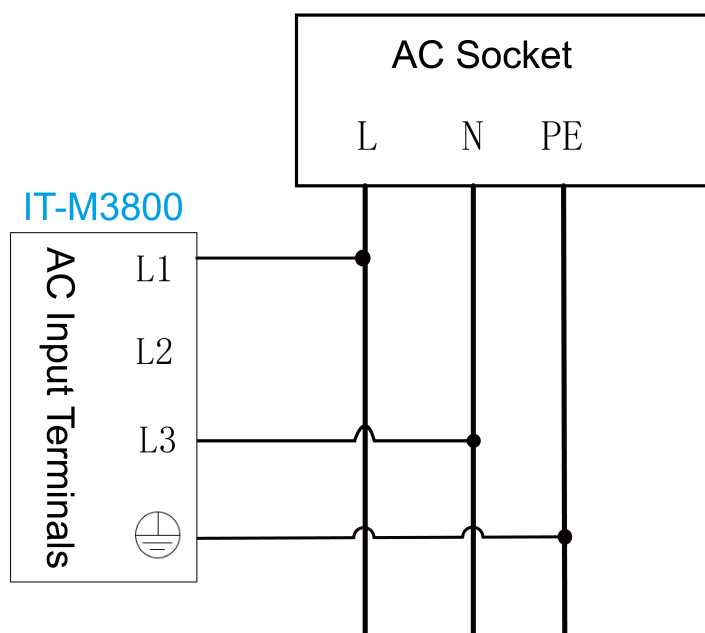 AC Socket
L N PE
IT-M3800
AC Input Terminals
L1
L2
L3